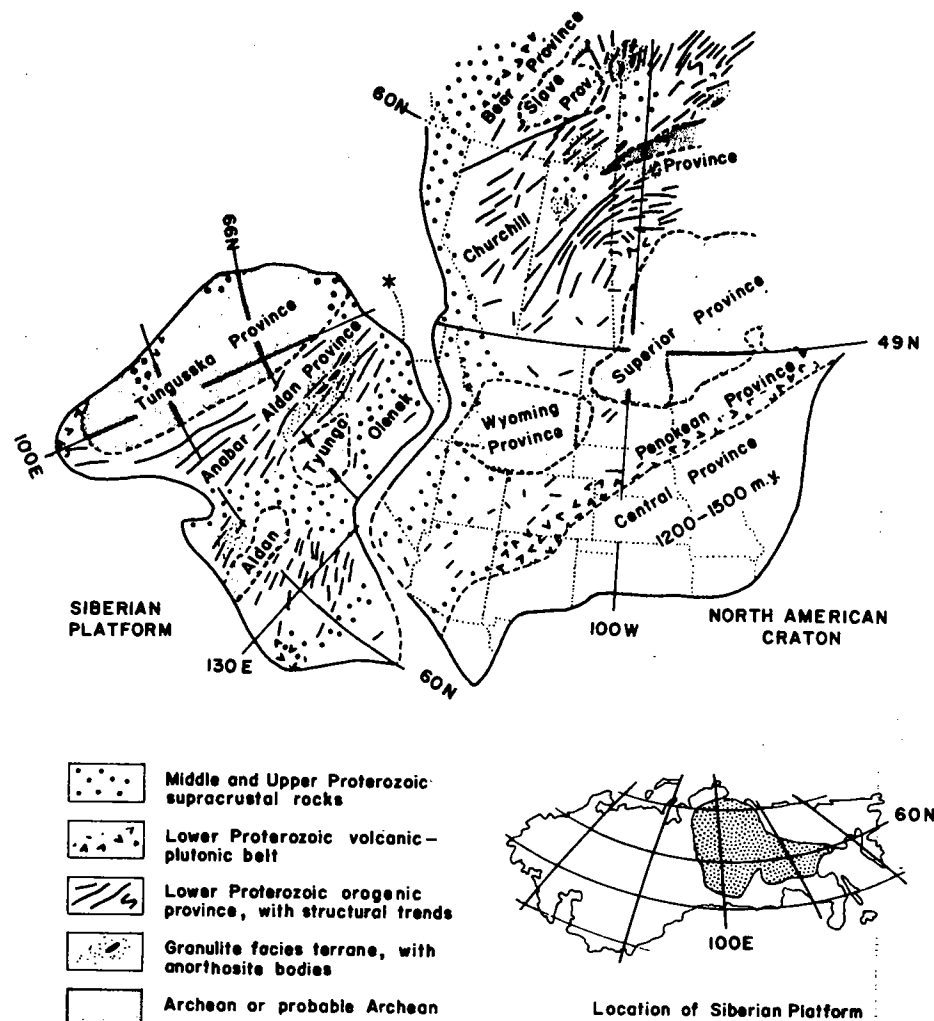 Bear Province
Slave
Prov.
60N
Province
Churchill
66N
*
Tungusska Province
Superior Province
49N
Anabar Aldan Province
Olenek
Tyunga
Wyoming
Province
Penokean Province
Central Province
1200-1500 m.y.
100E
Aldan
SIBERIAN
PLATFORM
NORTH AMERICAN
CRATON
100W
130E
60N
Middle and Upper Proterozoic
supracrustal rocks
Lower Proterozoic volcanic-
plutonic belt
Lower Proterozoic orogenic
province, with structural trends
Granulite facies terrane, with
anorthosite bodies
Archean or probable Archean
60N
100E
Location of Siberian Platform